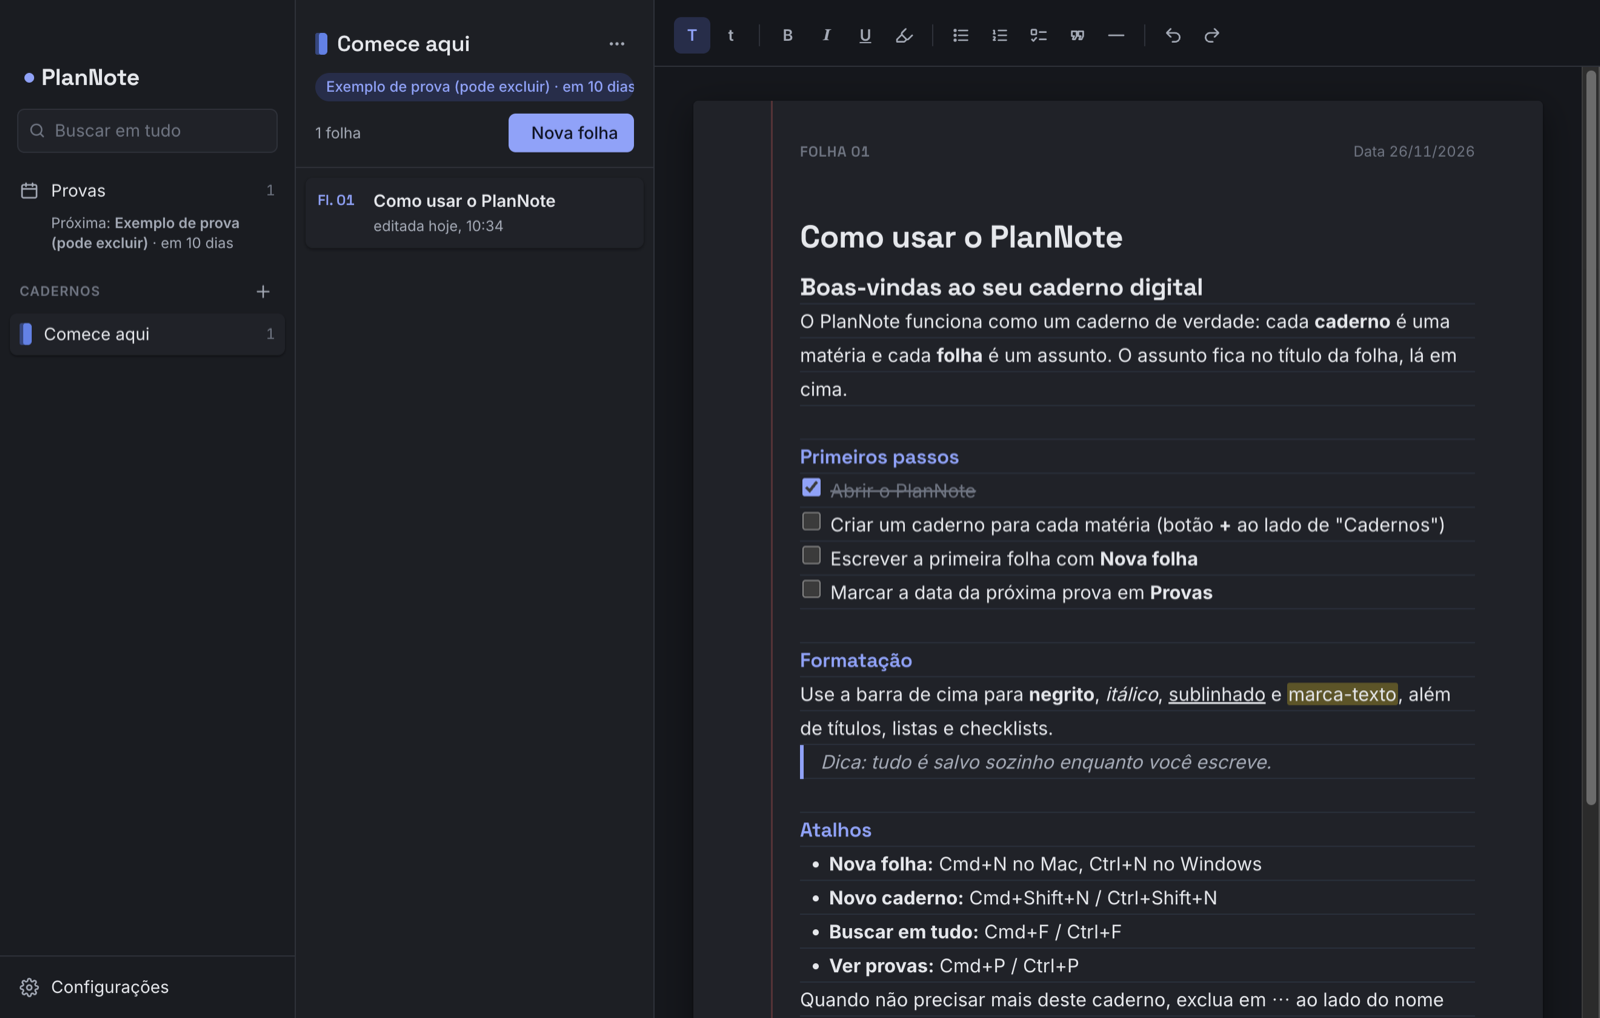 PlanNote
Buscar em tudo
Provas 1
Próxima: Exemplo de prova
(pode excluir) · em 10 dias
CADERNOS +
Comece aqui 1
Configurações
Comece aqui ···
Exemplo de prova (pode excluir) · em 10 dias
1 folha
Nova folha
Fl. 01 Como usar o PlanNote
editada hoje, 10:34
T t B I U
FOLHA 01 Data 26/11/2026
Como usar o PlanNote
Boas-vindas ao seu caderno digital
O PlanNote funciona como um caderno de verdade: cada caderno é uma
matéria e cada folha é um assunto. O assunto fica no título da folha, lá em
cima.
Primeiros passos
Abrir o PlanNote
Criar um caderno para cada matéria (botão + ao lado de "Cadernos")
Escrever a primeira folha com Nova folha
Marcar a data da próxima prova em Provas
Formatação
Use a barra de cima para negrito, itálico, sublinhado e marca-texto, além
de títulos, listas e checklists.
Dica: tudo é salvo sozinho enquanto você escreve.
Atalhos
• Nova folha: Cmd+N no Mac, Ctrl+N no Windows
• Novo caderno: Cmd+Shift+N / Ctrl+Shift+N
• Buscar em tudo: Cmd+F / Ctrl+F
• Ver provas: Cmd+P / Ctrl+P
Quando não precisar mais deste caderno, exclua em ··· ao lado do nome